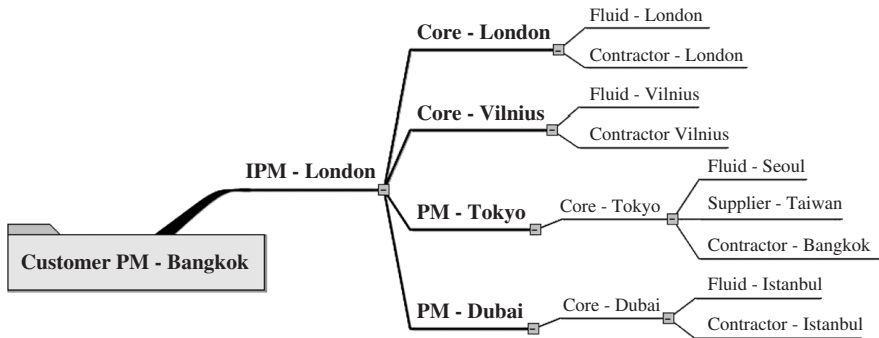 Customer PM - Bangkok
IPM - London
Core - London
Fluid - London
Contractor - London
Core - Vilnius
Fluid - Vilnius
Contractor Vilnius
PM - Tokyo
Core - Tokyo
Fluid - Seoul
Supplier - Taiwan
Contractor - Bangkok
PM - Dubai
Core - Dubai
Fluid - Istanbul
Contractor - Istanbul